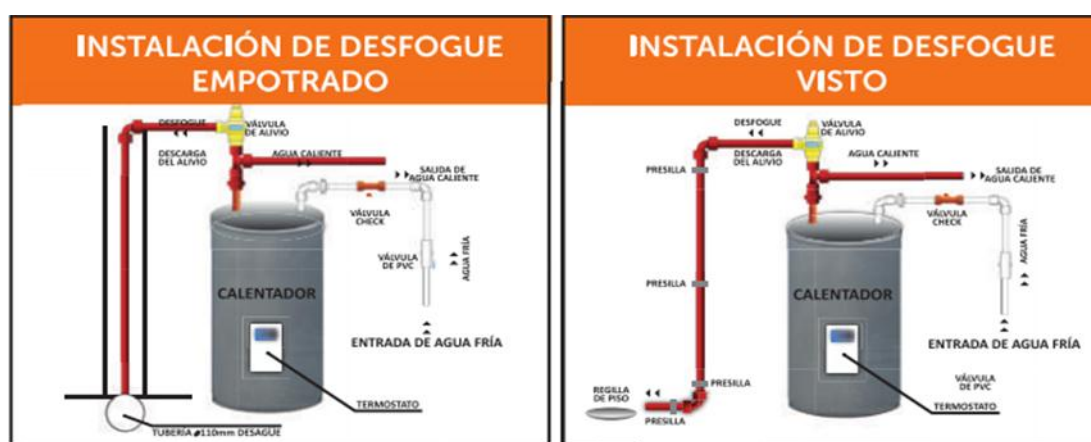 INSTALACIÓN DE DESFOGUE
EMPOTRADO
DESFOGUE
VÁLVULA
DE ALIVIO
DESCARGA
DEL ALIVIO
AGUA CALIENTE
SALIDA DE
AGUA CALIENTE
VÁLVULA
CHECK
VÁLVULA
DE PVC
AGUA FRÍA
CALENTADOR
ENTRADA DE AGUA FRÍA
TERMOSTATO
TUBERÍA ø110mm DESAGÜE
INSTALACIÓN DE DESFOGUE
VISTO
DESFOGUE
VÁLVULA
DE ALIVIO
DESCARGA
DEL ALIVIO
AGUA CALIENTE
PRESILLA
SALIDA DE
AGUA CALIENTE
VÁLVULA
CHECK
AGUA FRÍA
PRESILLA
CALENTADOR
ENTRADA DE AGUA FRÍA
PRESILLA
VÁLVULA
DE PVC
REGILLA
DE PISO
TERMOSTATO
PRESILLA